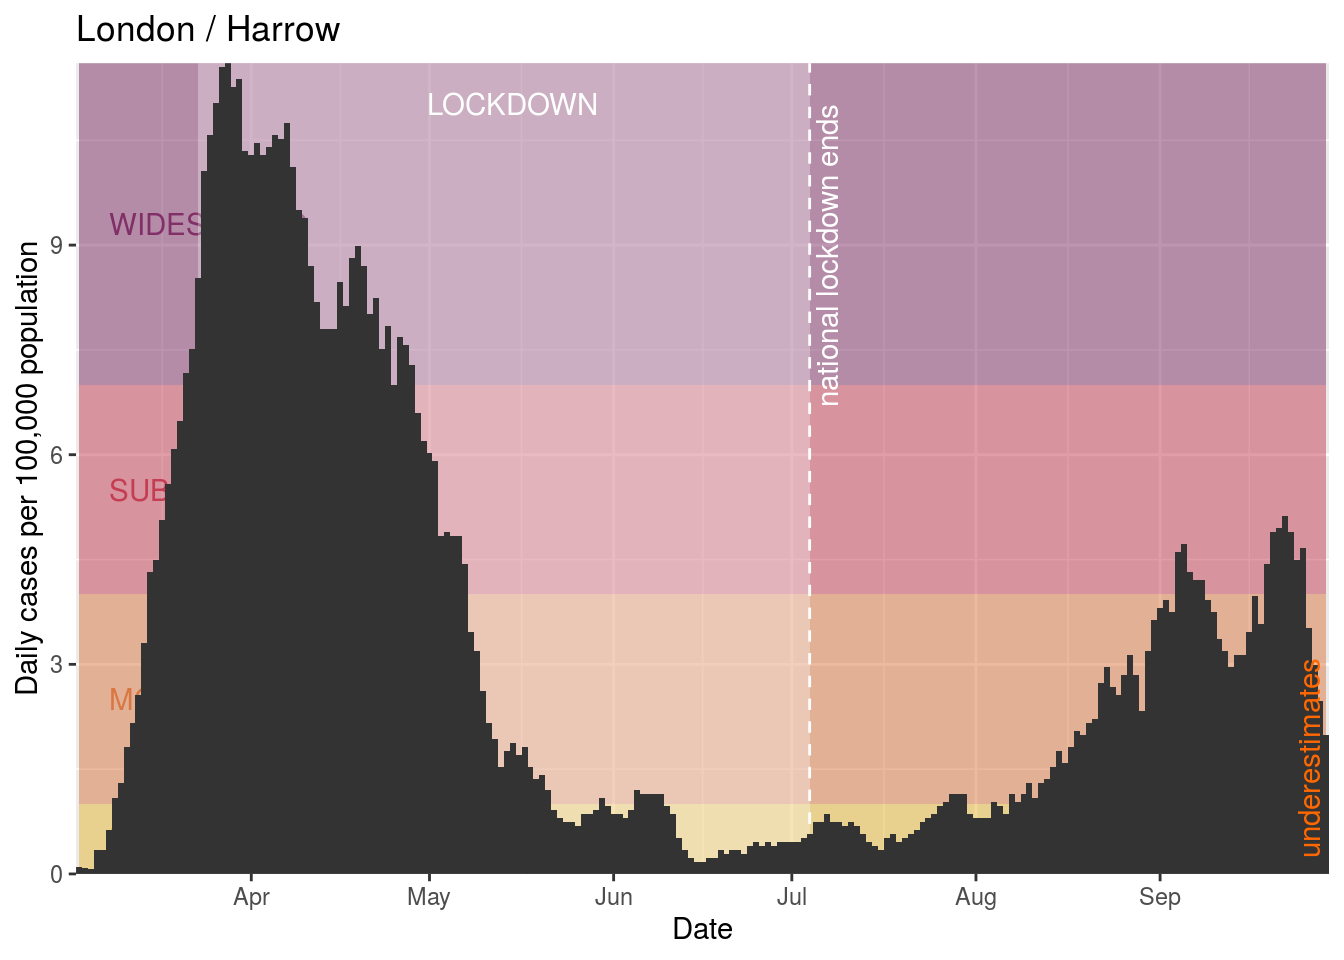 London / Harrow
LOCKDOWN
national lockdown ends
WIDES
SUB
underestimates
Daily cases per 100,000 population
9
6
3
0
Apr
May
Jun
Jul
Aug
Sep
Date